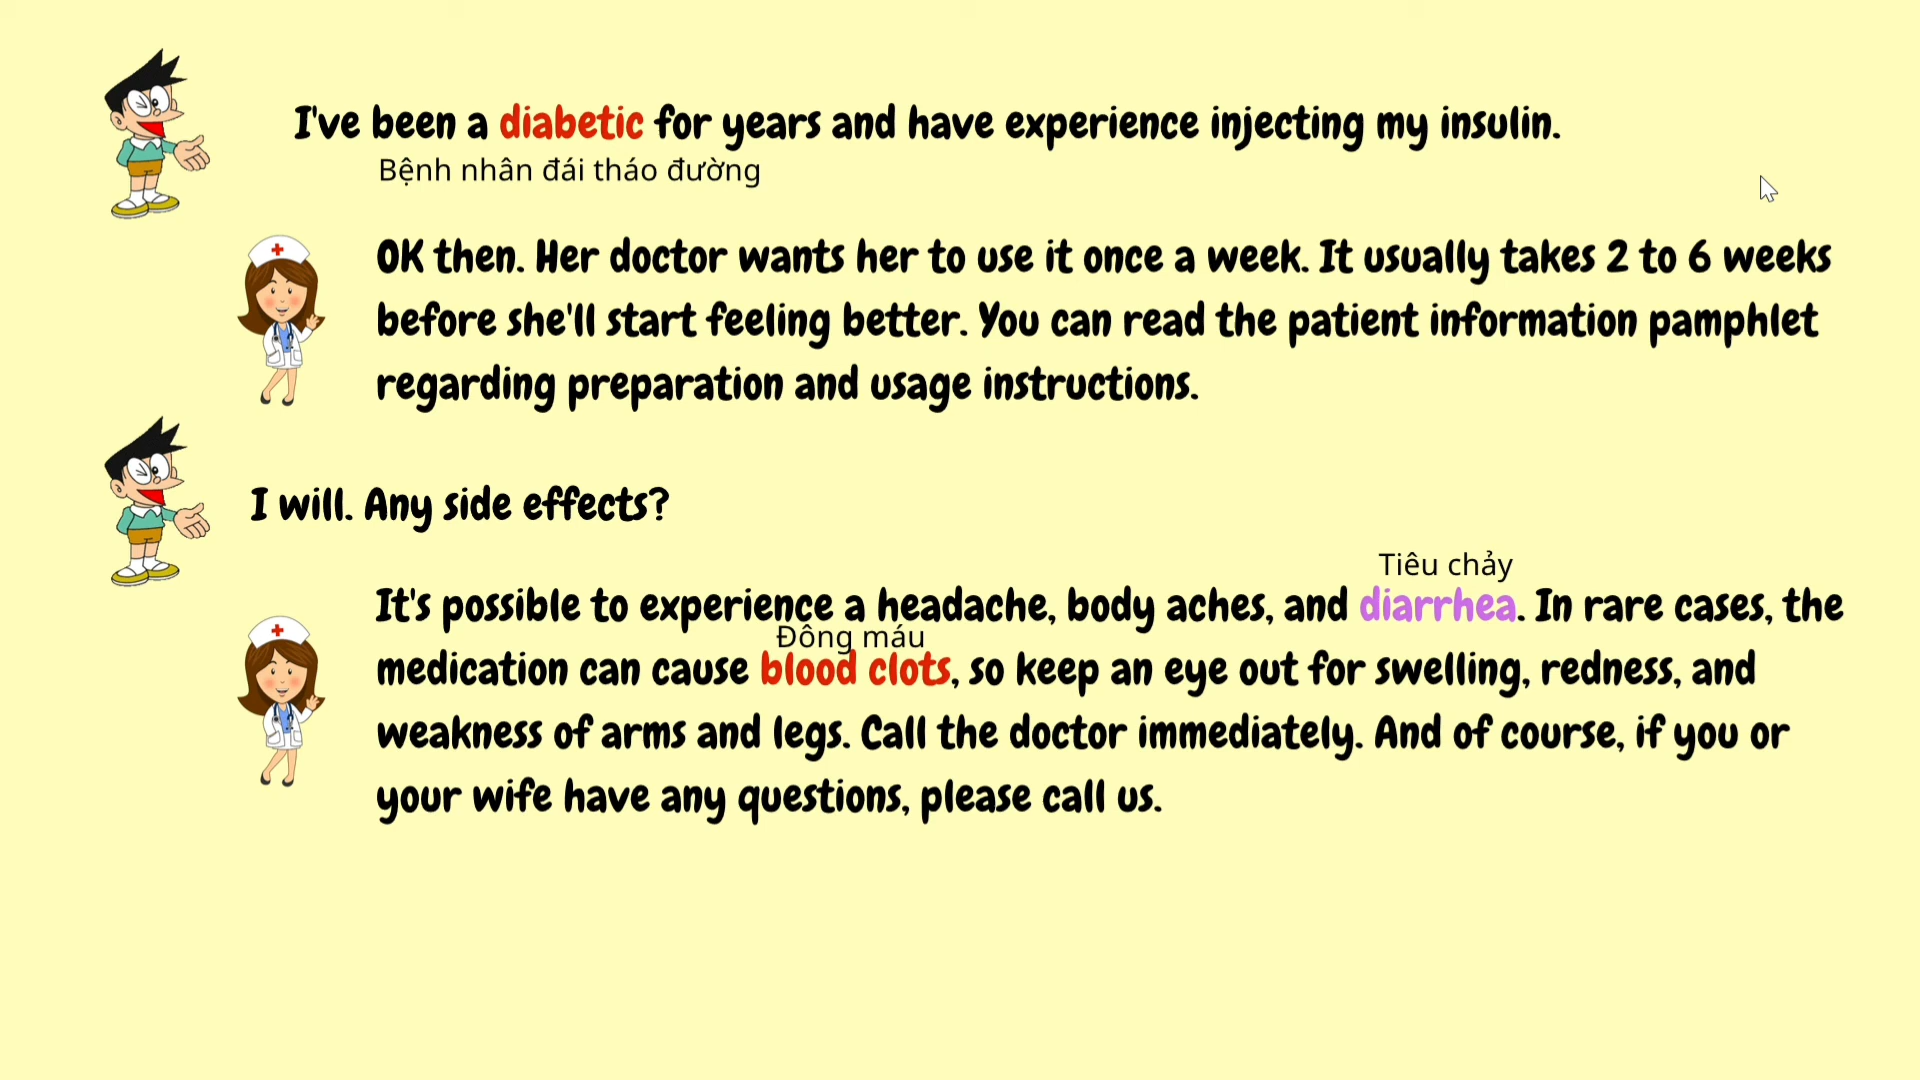 I've been a diabetic for years and have experience injecting my insulin.
Bệnh nhân đái tháo đường
OK then. Her doctor wants her to use it once a week. It usually takes 2 to 6 weeks
before she'll start feeling better. You can read the patient information pamphlet
regarding preparation and usage instructions.
I will. Any side effects?
Tiêu chảy
It's possible to experience a headache, body aches, and diarrhea. In rare cases, the
Đông máu
medication can cause blood clots, so keep an eye out for swelling, redness, and
weakness of arms and legs. Call the doctor immediately. And of course, if you or
your wife have any questions, please call us.